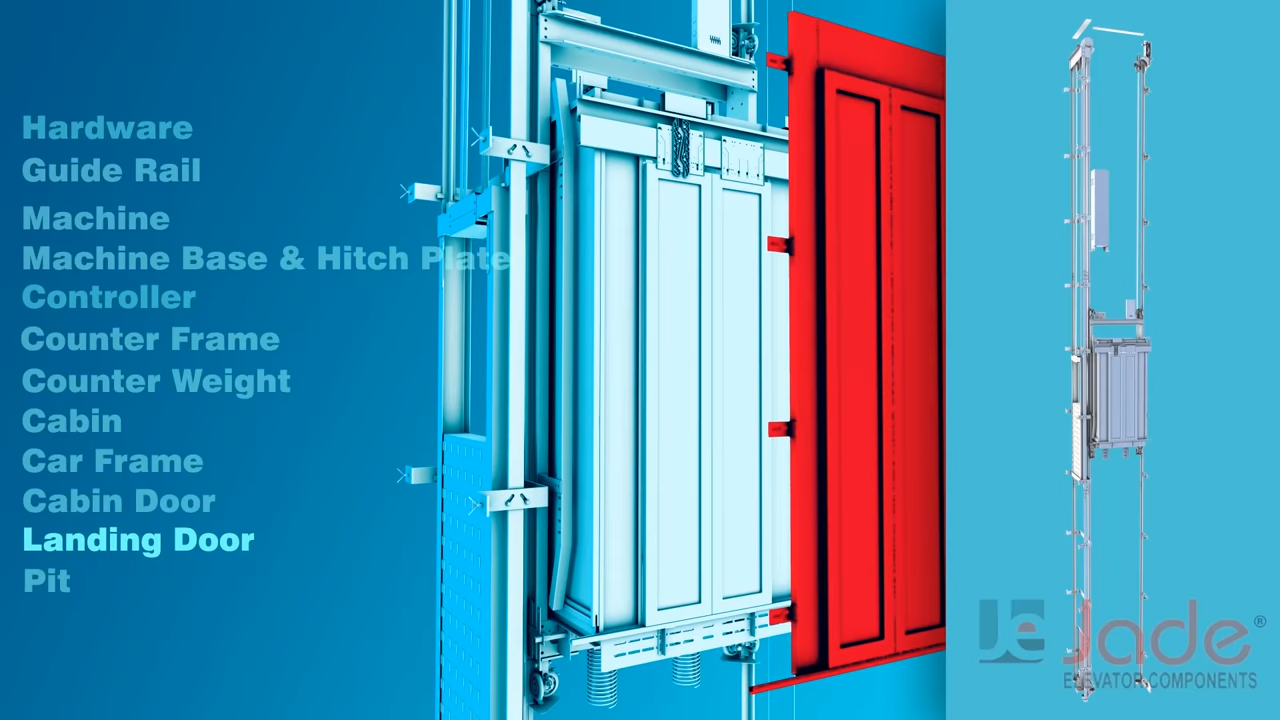 Hardware
Guide Rail
Machine
Machine Base & Hitch Plate
Controller
Counter Frame
Counter Weight
Cabin
Car Frame
Cabin Door
Landing Door
Pit
Je Jade®
ELEVATOR COMPONENTS